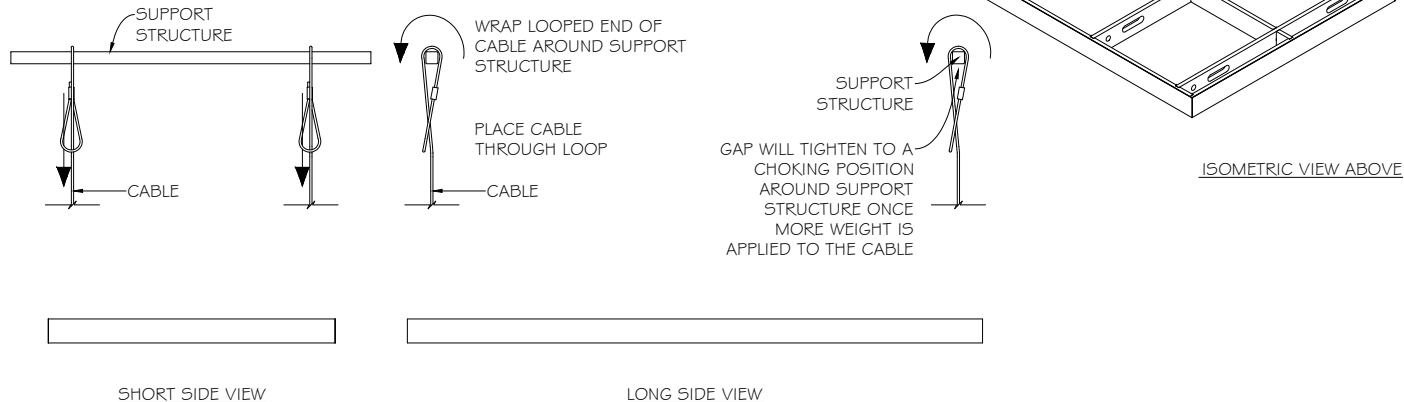 SUPPORT
STRUCTURE
WRAP LOOPED END OF
CABLE AROUND SUPPORT
STRUCTURE
PLACE CABLE
THROUGH LOOP
CABLE
CABLE
SUPPORT
STRUCTURE
GAP WILL TIGHTEN TO A
CHOKING POSITION
AROUND SUPPORT
STRUCTURE ONCE
MORE WEIGHT IS
APPLIED TO THE CABLE
ISOMETRIC VIEW ABOVE
SHORT SIDE VIEW
LONG SIDE VIEW